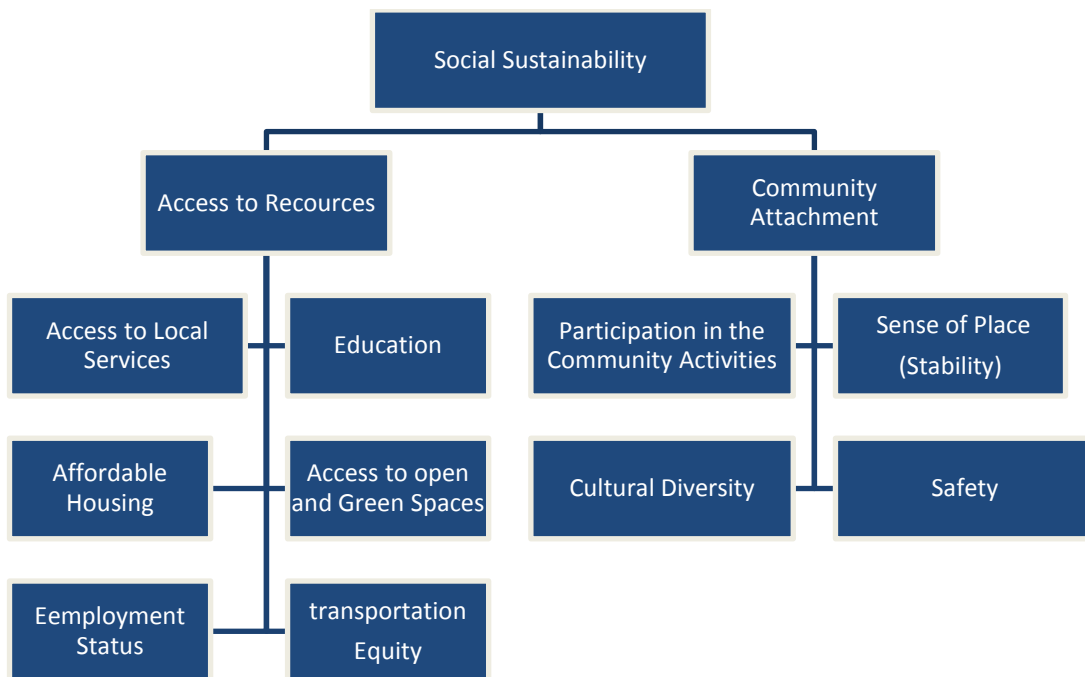 Social Sustainability
Access to Recources
Community
Attachment
Access to Local
Services
Education
Participation in the
Community Activities
Sense of Place
(Stability)
Affordable
Housing
Access to open
and Green Spaces
Cultural Diversity
Safety
Eemployment
Status
transportation
Equity